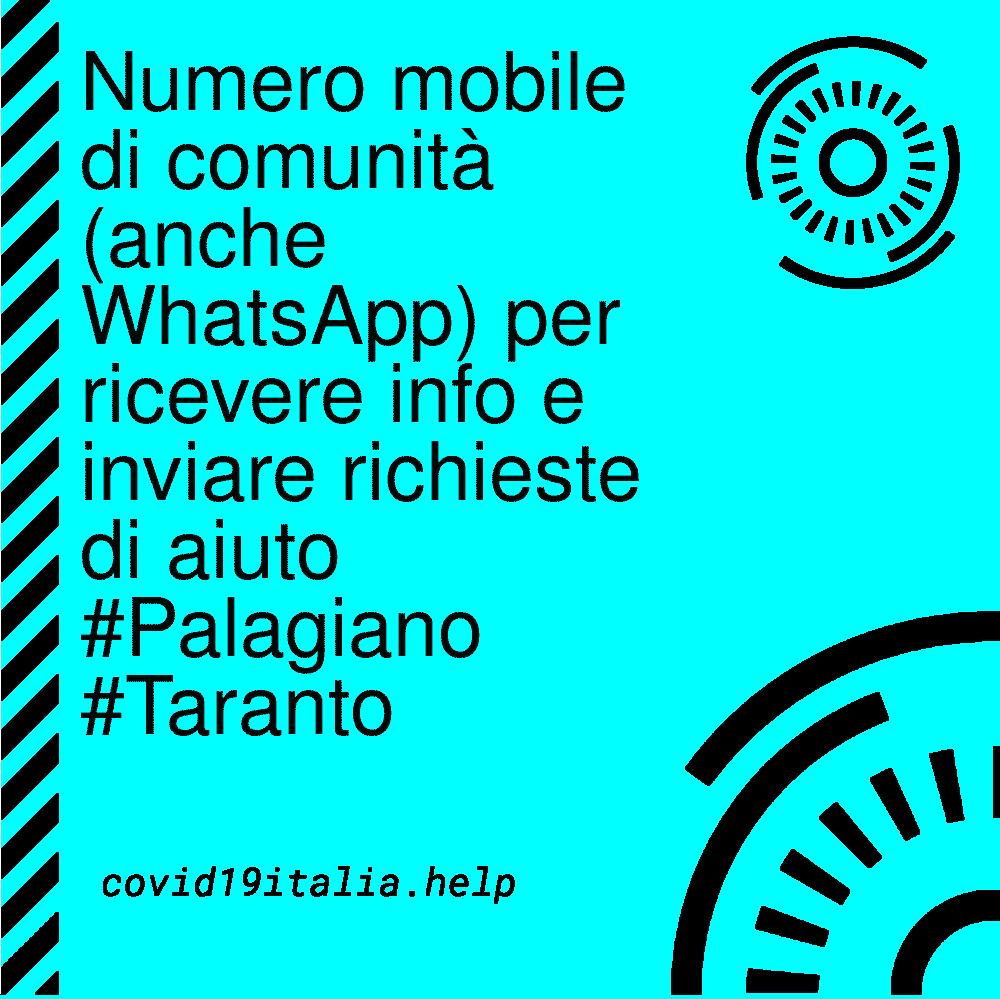 Numero mobile
di comunità
(anche
WhatsApp) per
ricevere info e
inviare richieste
di aiuto
#Palagiano
#Taranto
covid19italia.help